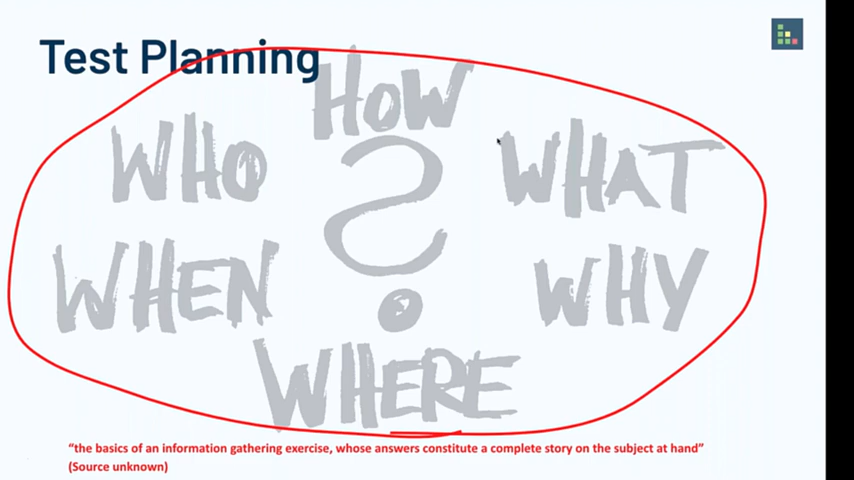 Test Planning
HOW
WHO
WHAT
?
WHEN
WHY
WHERE
“the basics of an information gathering exercise, whose answers constitute a complete story on the subject at hand”
(Source unknown)